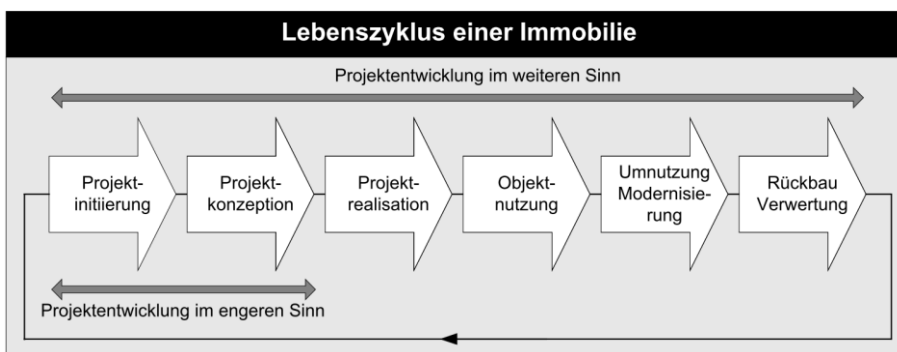 Lebenszyklus einer Immobilie
Projektentwicklung im weiteren Sinn
Projekt-
initiierung
Projekt-
konzeption
Projekt-
realisation
Objekt-
nutzung
Umnutzung
Modernisie-
rung
Rückbau
Verwertung
Projektentwicklung im engeren Sinn